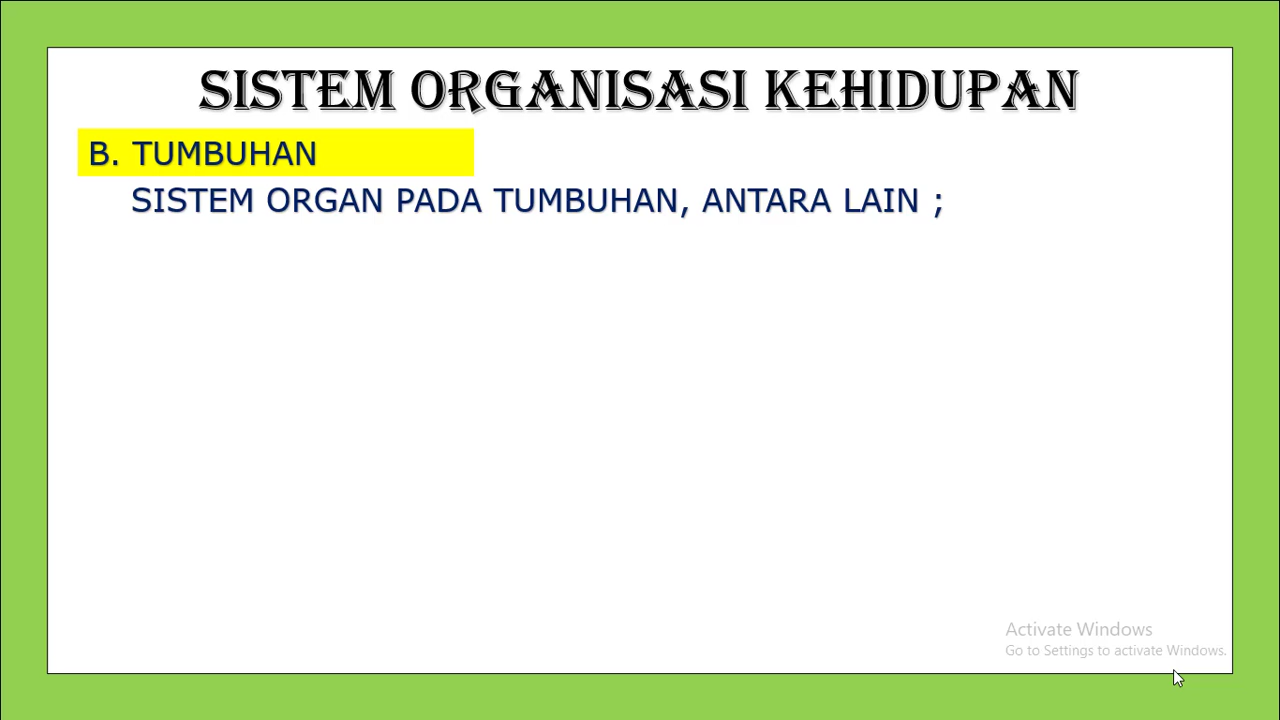 SISTEM ORGANISASI KEHIDUPAN
B. TUMBUHAN
SISTEM ORGAN PADA TUMBUHAN, ANTARA LAIN ;
Activate Windows
Go to Settings to activate Windows.